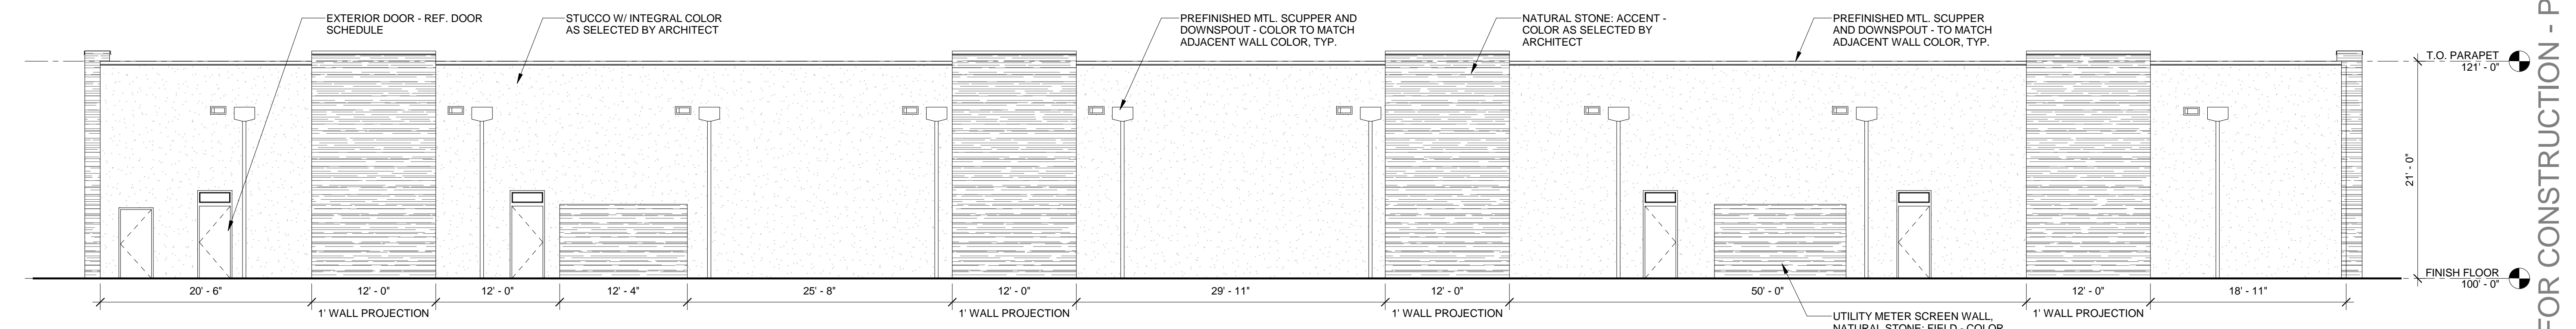 EXTERIOR DOOR - REF. DOOR
SCHEDULE
STUCCO W/ INTEGRAL COLOR
AS SELECTED BY ARCHITECT
PREFINISHED MTL. SCUPPER AND
DOWNSPOUT - COLOR TO MATCH
ADJACENT WALL COLOR, TYP.
NATURAL STONE: ACCENT -
COLOR AS SELECTED BY
ARCHITECT
PREFINISHED MTL. SCUPPER
AND DOWNSPOUT - TO MATCH
ADJACENT WALL COLOR, TYP.
T.O. PARAPET
121' - 0"
21' - 0"
FINISH FLOOR
100' - 0"
20' - 6"
12' - 0"
12' - 0"
12' - 4"
25' - 8"
12' - 0"
29' - 11"
12' - 0"
50' - 0"
12' - 0"
18' - 11"
1' WALL PROJECTION
1' WALL PROJECTION
1' WALL PROJECTION
1' WALL PROJECTION
UTILITY METER SCREEN WALL,
NATURAL STONE: FIELD - COLOR
FOR CONSTRUCTION - P